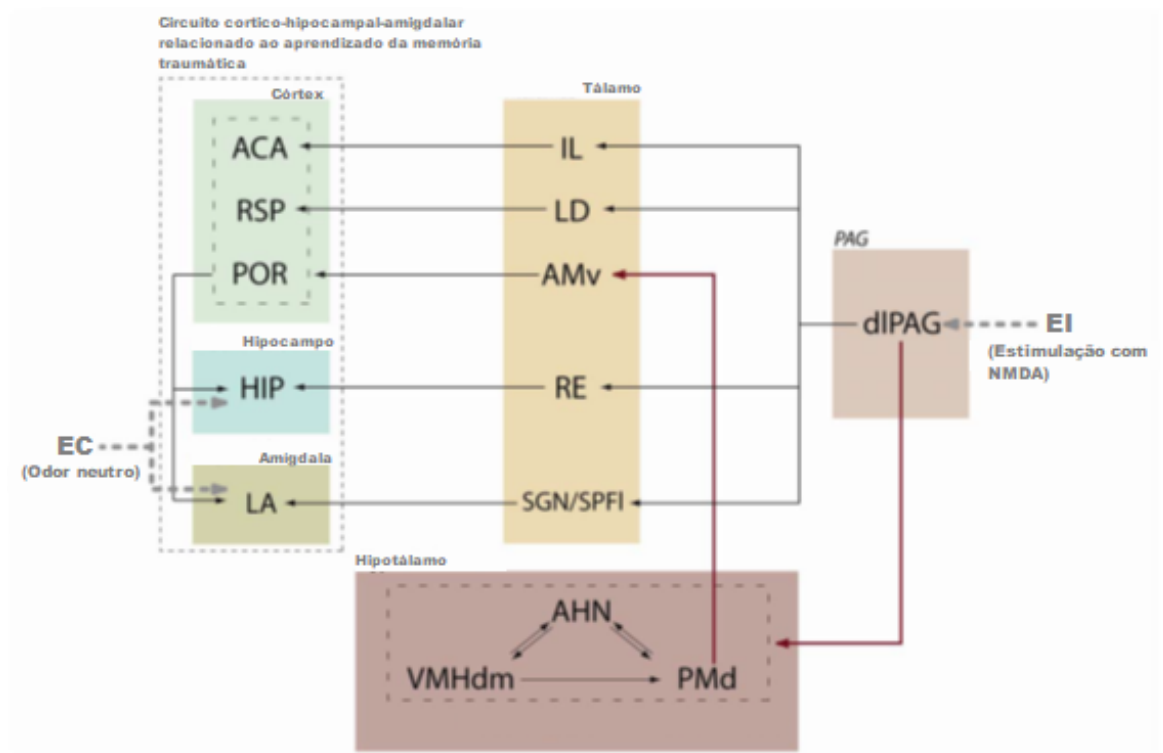 Circuito cortico-hipocampal-amigdalar
relacionado ao aprendizado da memória
traumática
Córtex
Tálamo
ACA
IL
RSP
LD
PAG
POR
AMv
dlPAG
EI
(Estimulação com
NMDA)
Hipocampo
HIP
RE
EC
(Odor neutro)
Amigdala
LA
SGN/SPFl
Hipotálamo
AHN
VMHdm
PMd